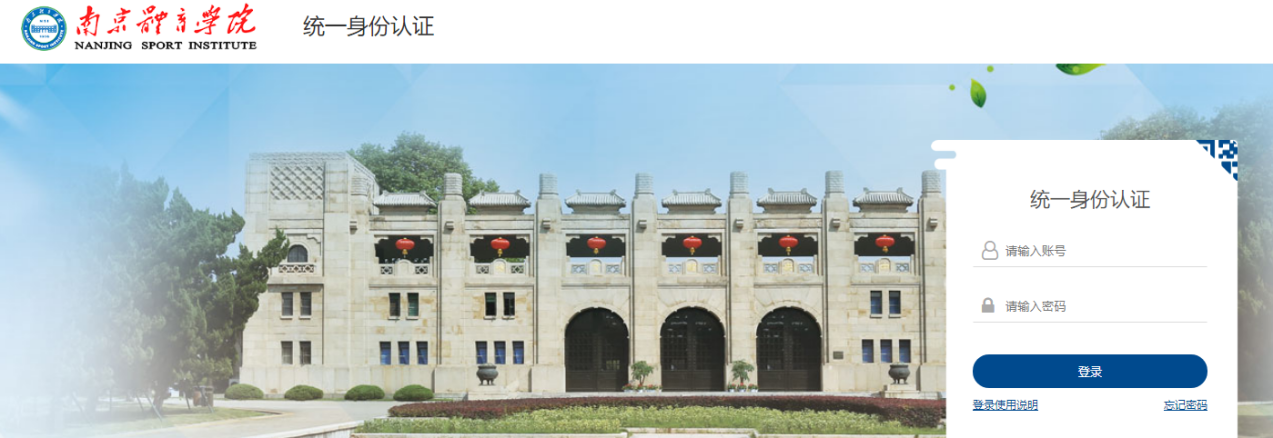 南京體育學院
NANJING SPORT INSTITUTE
统一身份认证
统一身份认证
请输入账号
请输入密码
登录
登录使用说明
忘记密码